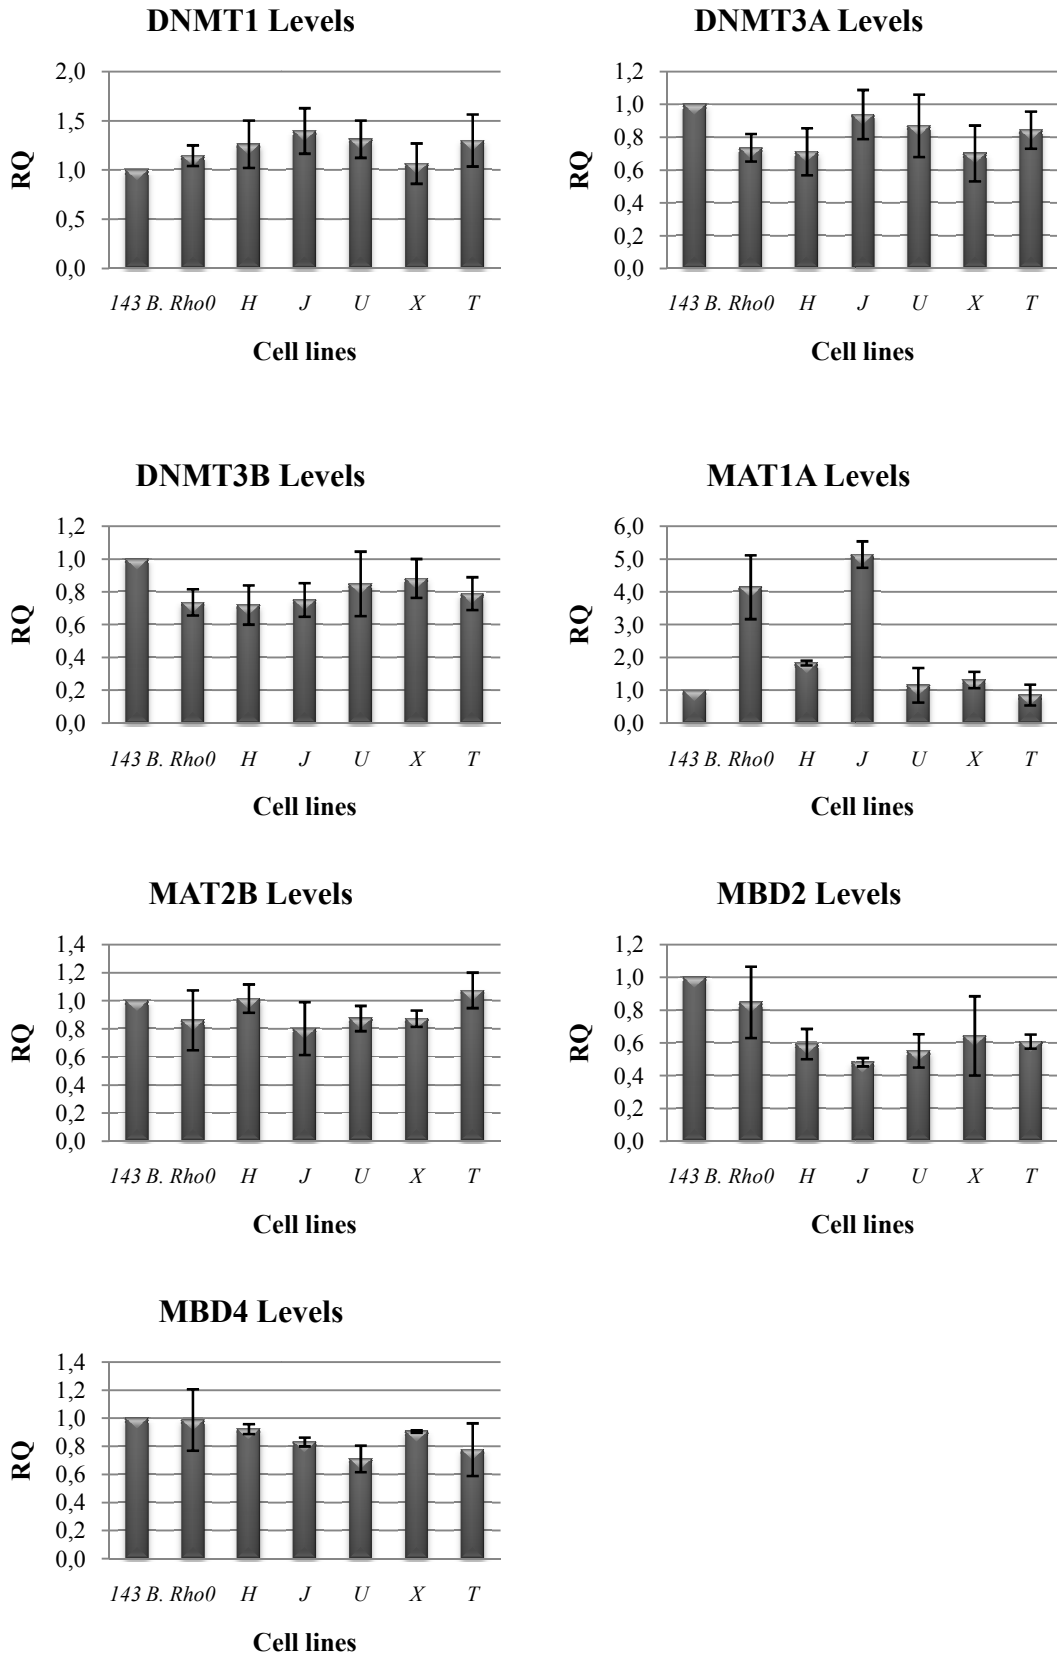 DNMT1 Levels
2,0
1,5
1,0
0,5
0,0
RQ
143 B. Rho0 H J U X T
Cell lines
DNMT3A Levels
1,2
1,0
0,8
0,6
0,4
0,2
0,0
RQ
143 B. Rho0 H J U X T
Cell lines
DNMT3B Levels
1,2
1,0
0,8
0,6
0,4
0,2
0,0
RQ
143 B. Rho0 H J U X T
Cell lines
MAT1A Levels
6,0
5,0
4,0
3,0
2,0
1,0
0,0
RQ
143 B. Rho0 H J U X T
Cell lines
MAT2B Levels
1,4
1,2
1,0
0,8
0,6
0,4
0,2
0,0
RQ
143 B. Rho0 H J U X T
Cell lines
MBD2 Levels
1,2
1,0
0,8
0,6
0,4
0,2
0,0
RQ
143 B. Rho0 H J U X T
Cell lines
MBD4 Levels
1,4
1,2
1,0
0,8
0,6
0,4
0,2
0,0
RQ
143 B. Rho0 H J U X T
Cell lines